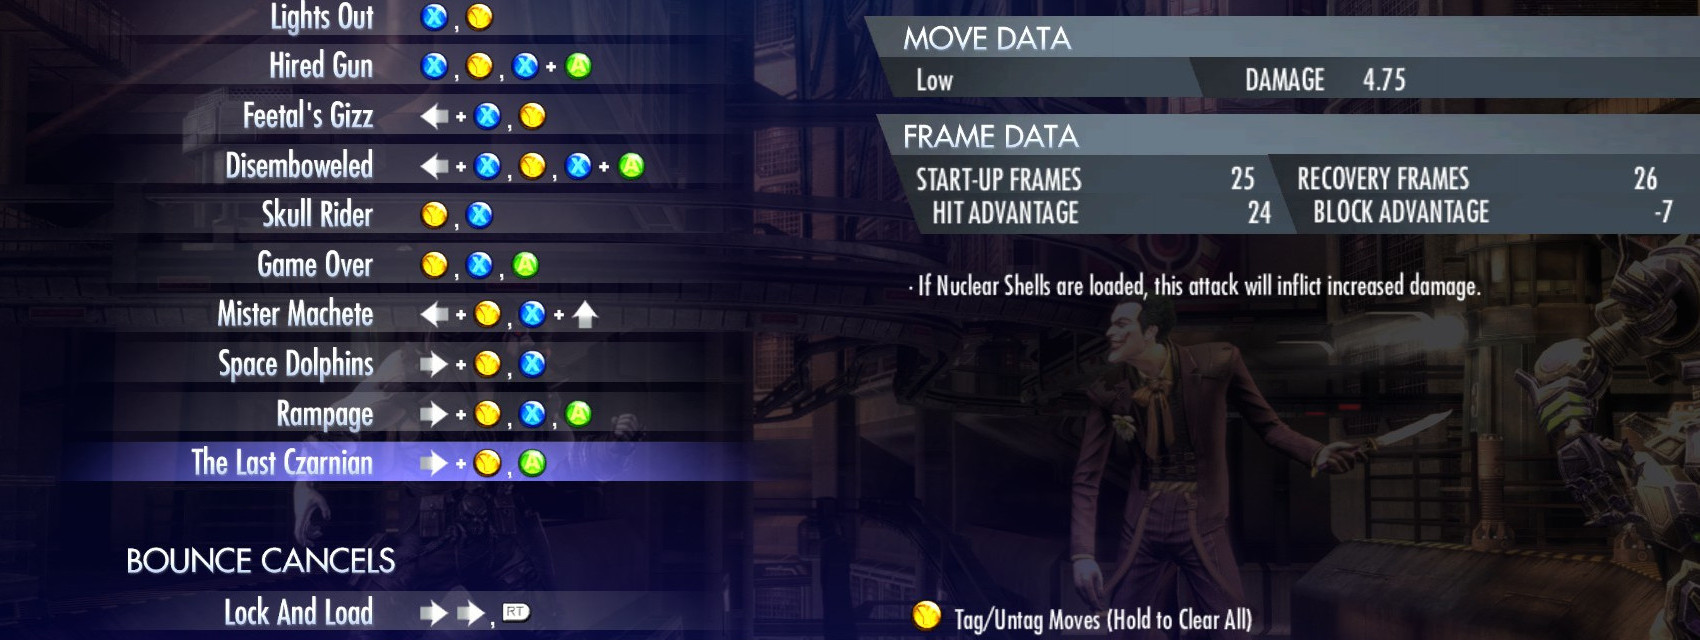 Lights Out X , Y
Hired Gun X , Y , X + A
Feetal's Gizz + X , Y
Disemboweled + X , Y , X + A
Skull Rider Y , X
Game Over Y , X , A
Mister Machete + Y , X +
Space Dolphins + Y , X
Rampage + Y , X , A
The Last Czarnian + Y , A
BOUNCE CANCELS
Lock And Load , RT
MOVE DATA
Low DAMAGE 4.75
FRAME DATA
START-UP FRAMES 25 RECOVERY FRAMES 26
HIT ADVANTAGE 24 BLOCK ADVANTAGE -7
· If Nuclear Shells are loaded, this attack will inflict increased damage.
Y Tag/Untag Moves (Hold to Clear All)